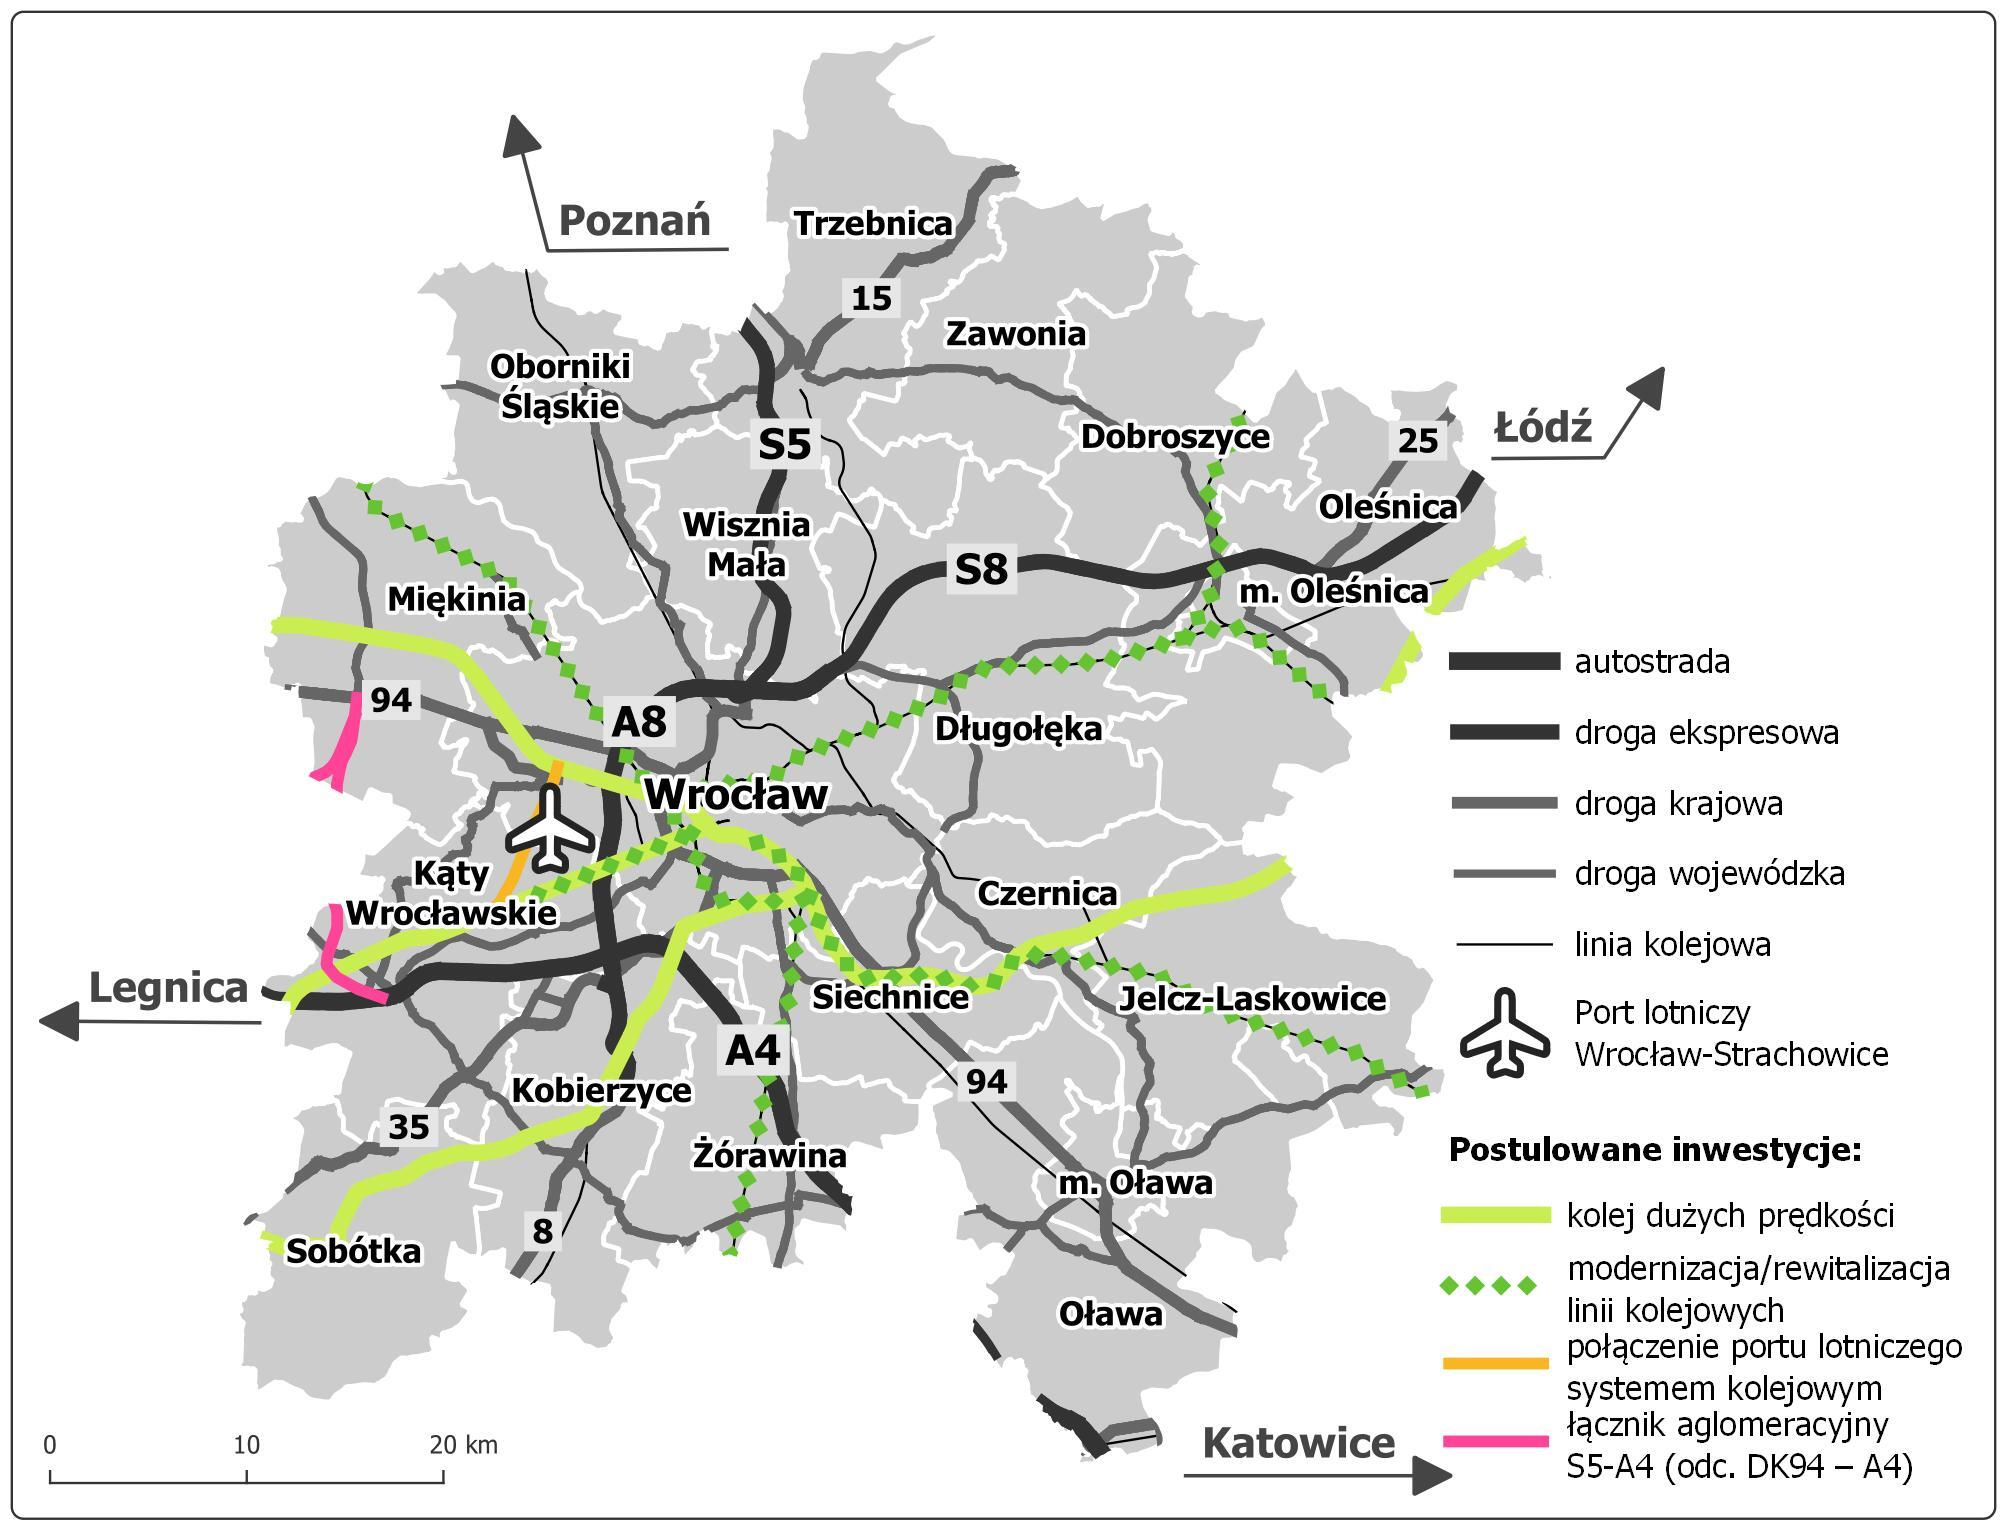 Poznań
Trzebnica
15
Zawonia
Oborniki
Śląskie
Dobroszyce
S5
25
Łódź
Oleśnica
Wisznia
Mała
S8
m. Oleśnica
Miękinia
94
A8
Długołęka
Wrocław
Kąty
Wrocławskie
Czernica
Legnica
Siechnice
Jelcz-Laskowice
A4
94
Kobierzyce
35
Żórawina
m. Oława
8
Sobótka
Oława
Katowice
0 10 20 km
autostrada
droga ekspresowa
droga krajowa
droga wojewódzka
linia kolejowa
Port lotniczy
Wrocław-Strachowice
Postulowane inwestycje:
kolej dużych prędkości
modernizacja/rewitalizacja
linii kolejowych
połączenie portu lotniczego
systemem kolejowym
łącznik aglomeracyjny
S5-A4 (odc. DK94 – A4)